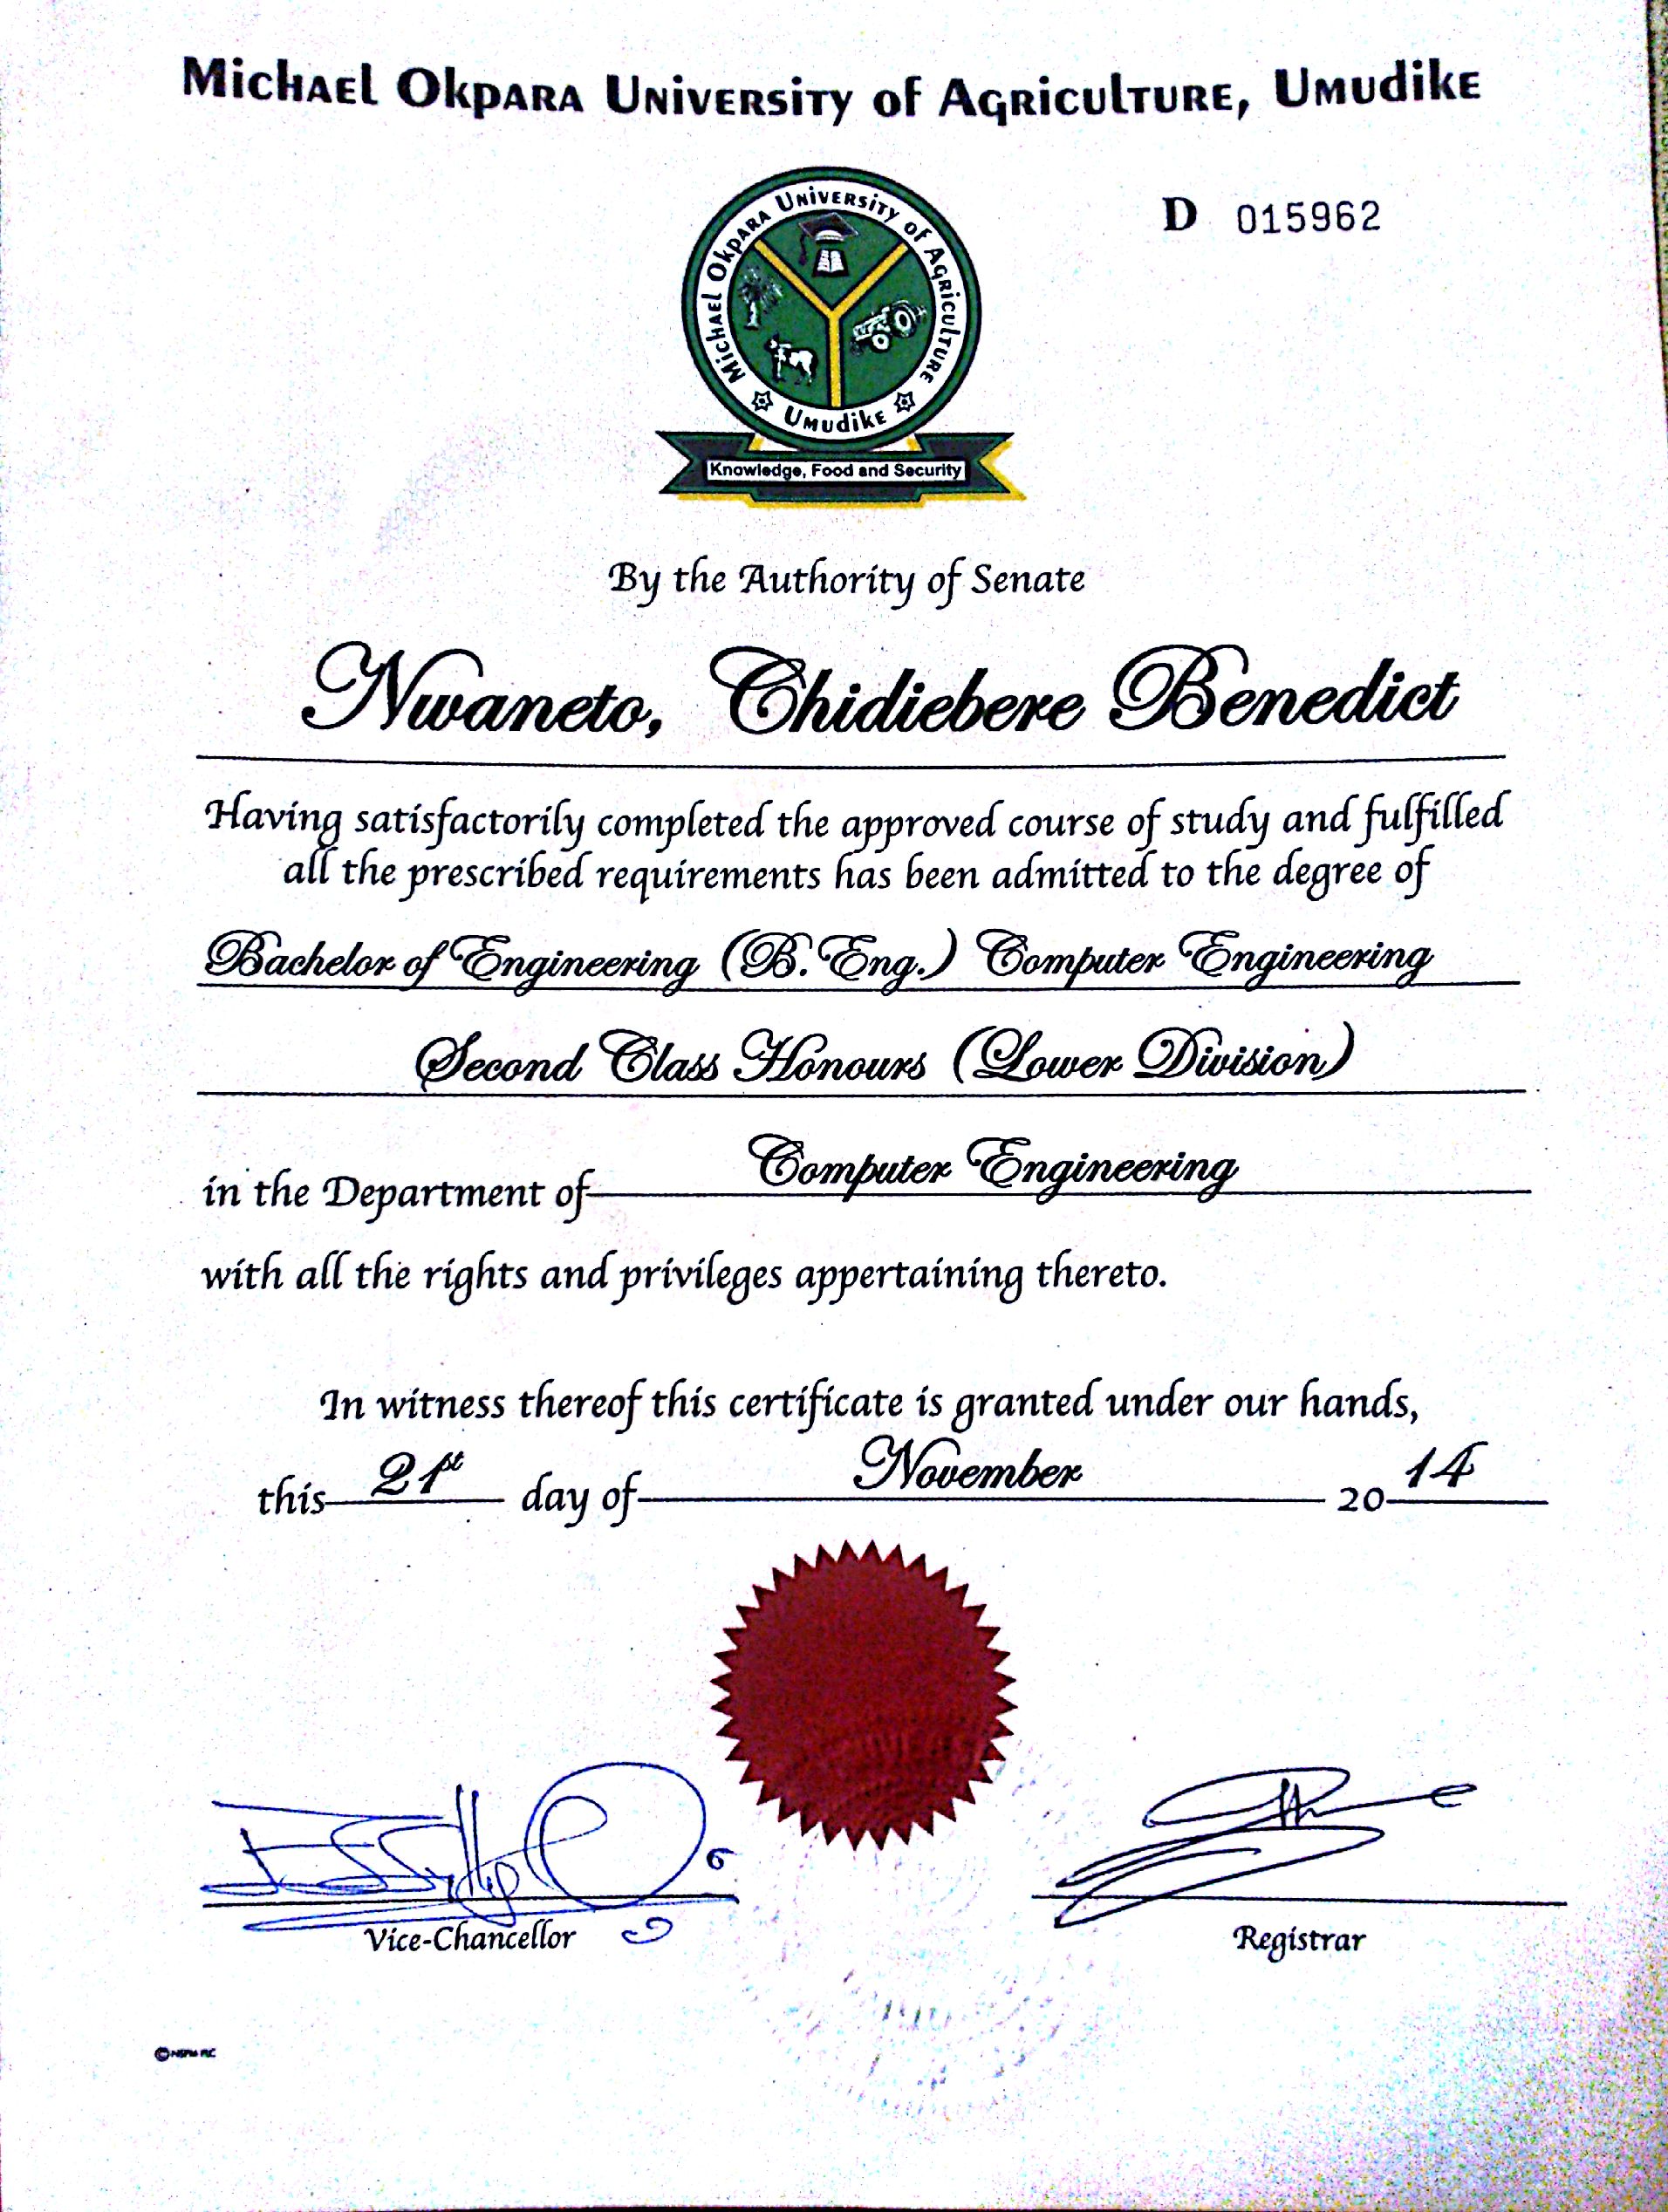 Michael Okpara University of Agriculture, Umudike
D 015962
Michael Okpara University of Agriculture
Umudike
Knowledge, Food and Security
By the Authority of Senate
Nwaneto, Chidiebere Benedict
Having satisfactorily completed the approved course of study and fulfilled
all the prescribed requirements has been admitted to the degree of
Bachelor of Engineering (B. Eng.) Computer Engineering
Second Class Honours (Lower Division)
in the Department of Computer Engineering
with all the rights and privileges appertaining thereto.
In witness thereof this certificate is granted under our hands,
this 21st day of November 2014
Vice-Chancellor
Registrar
© NSPM PLC